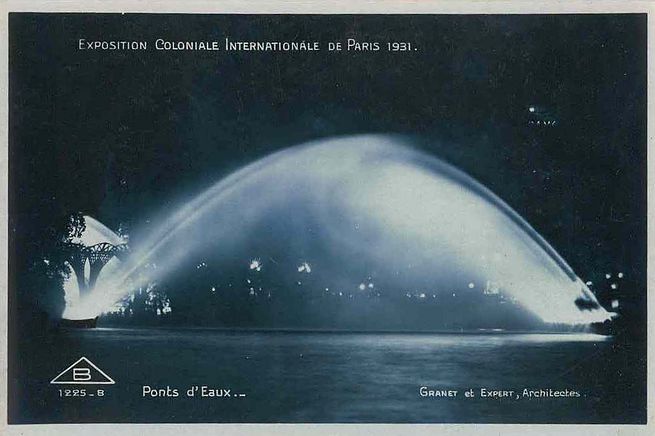 EXPOSITION COLONIALE INTERNATIONALE DE PARIS 1931.
B
1225_B
Ponts d'Eaux._
GRANET et EXPERT, Architectes.